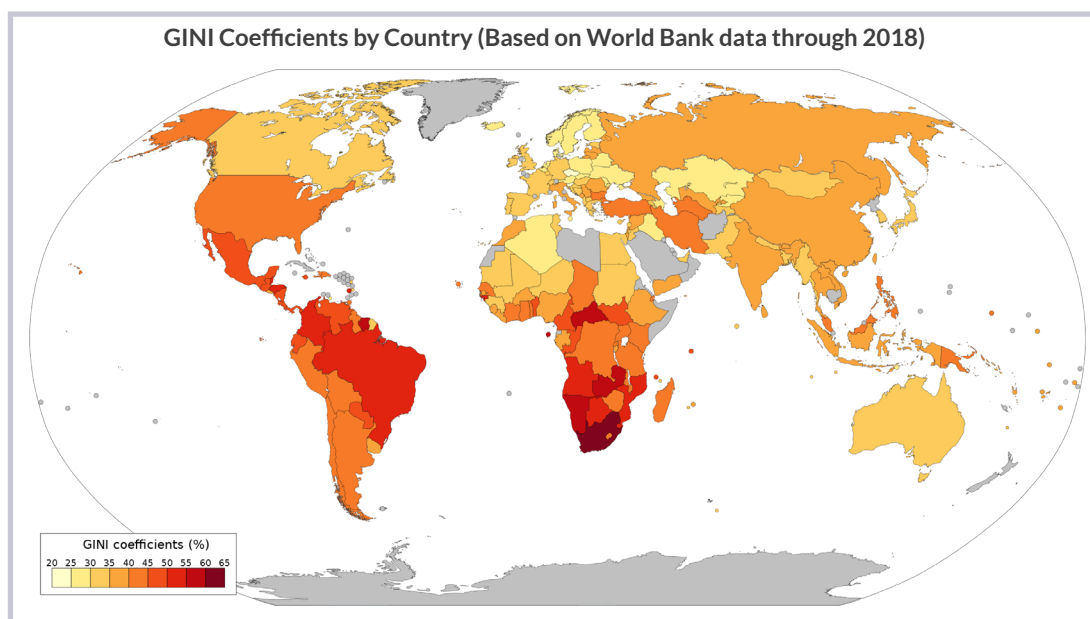 GINI Coefficients by Country (Based on World Bank data through 2018)
GINI coefficients (%)
20 25 30 35 40 45 50 55 60 65